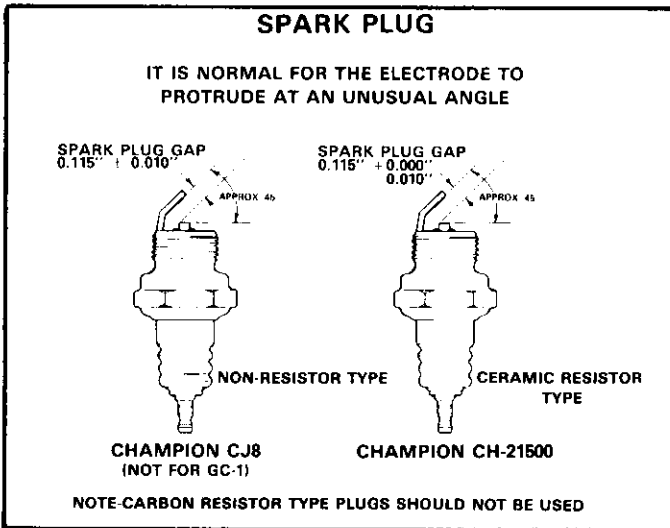 SPARK PLUG
IT IS NORMAL FOR THE ELECTRODE TO
PROTRUDE AT AN UNUSUAL ANGLE
SPARK PLUG GAP
0.115" ± 0.010"
APPROX 45
NON-RESISTOR TYPE
CHAMPION CJ8
(NOT FOR GC-1)
SPARK PLUG GAP
0.115" +0.000"
0.010"
APPROX 45
CERAMIC RESISTOR
TYPE
CHAMPION CH-21500
NOTE-CARBON RESISTOR TYPE PLUGS SHOULD NOT BE USED